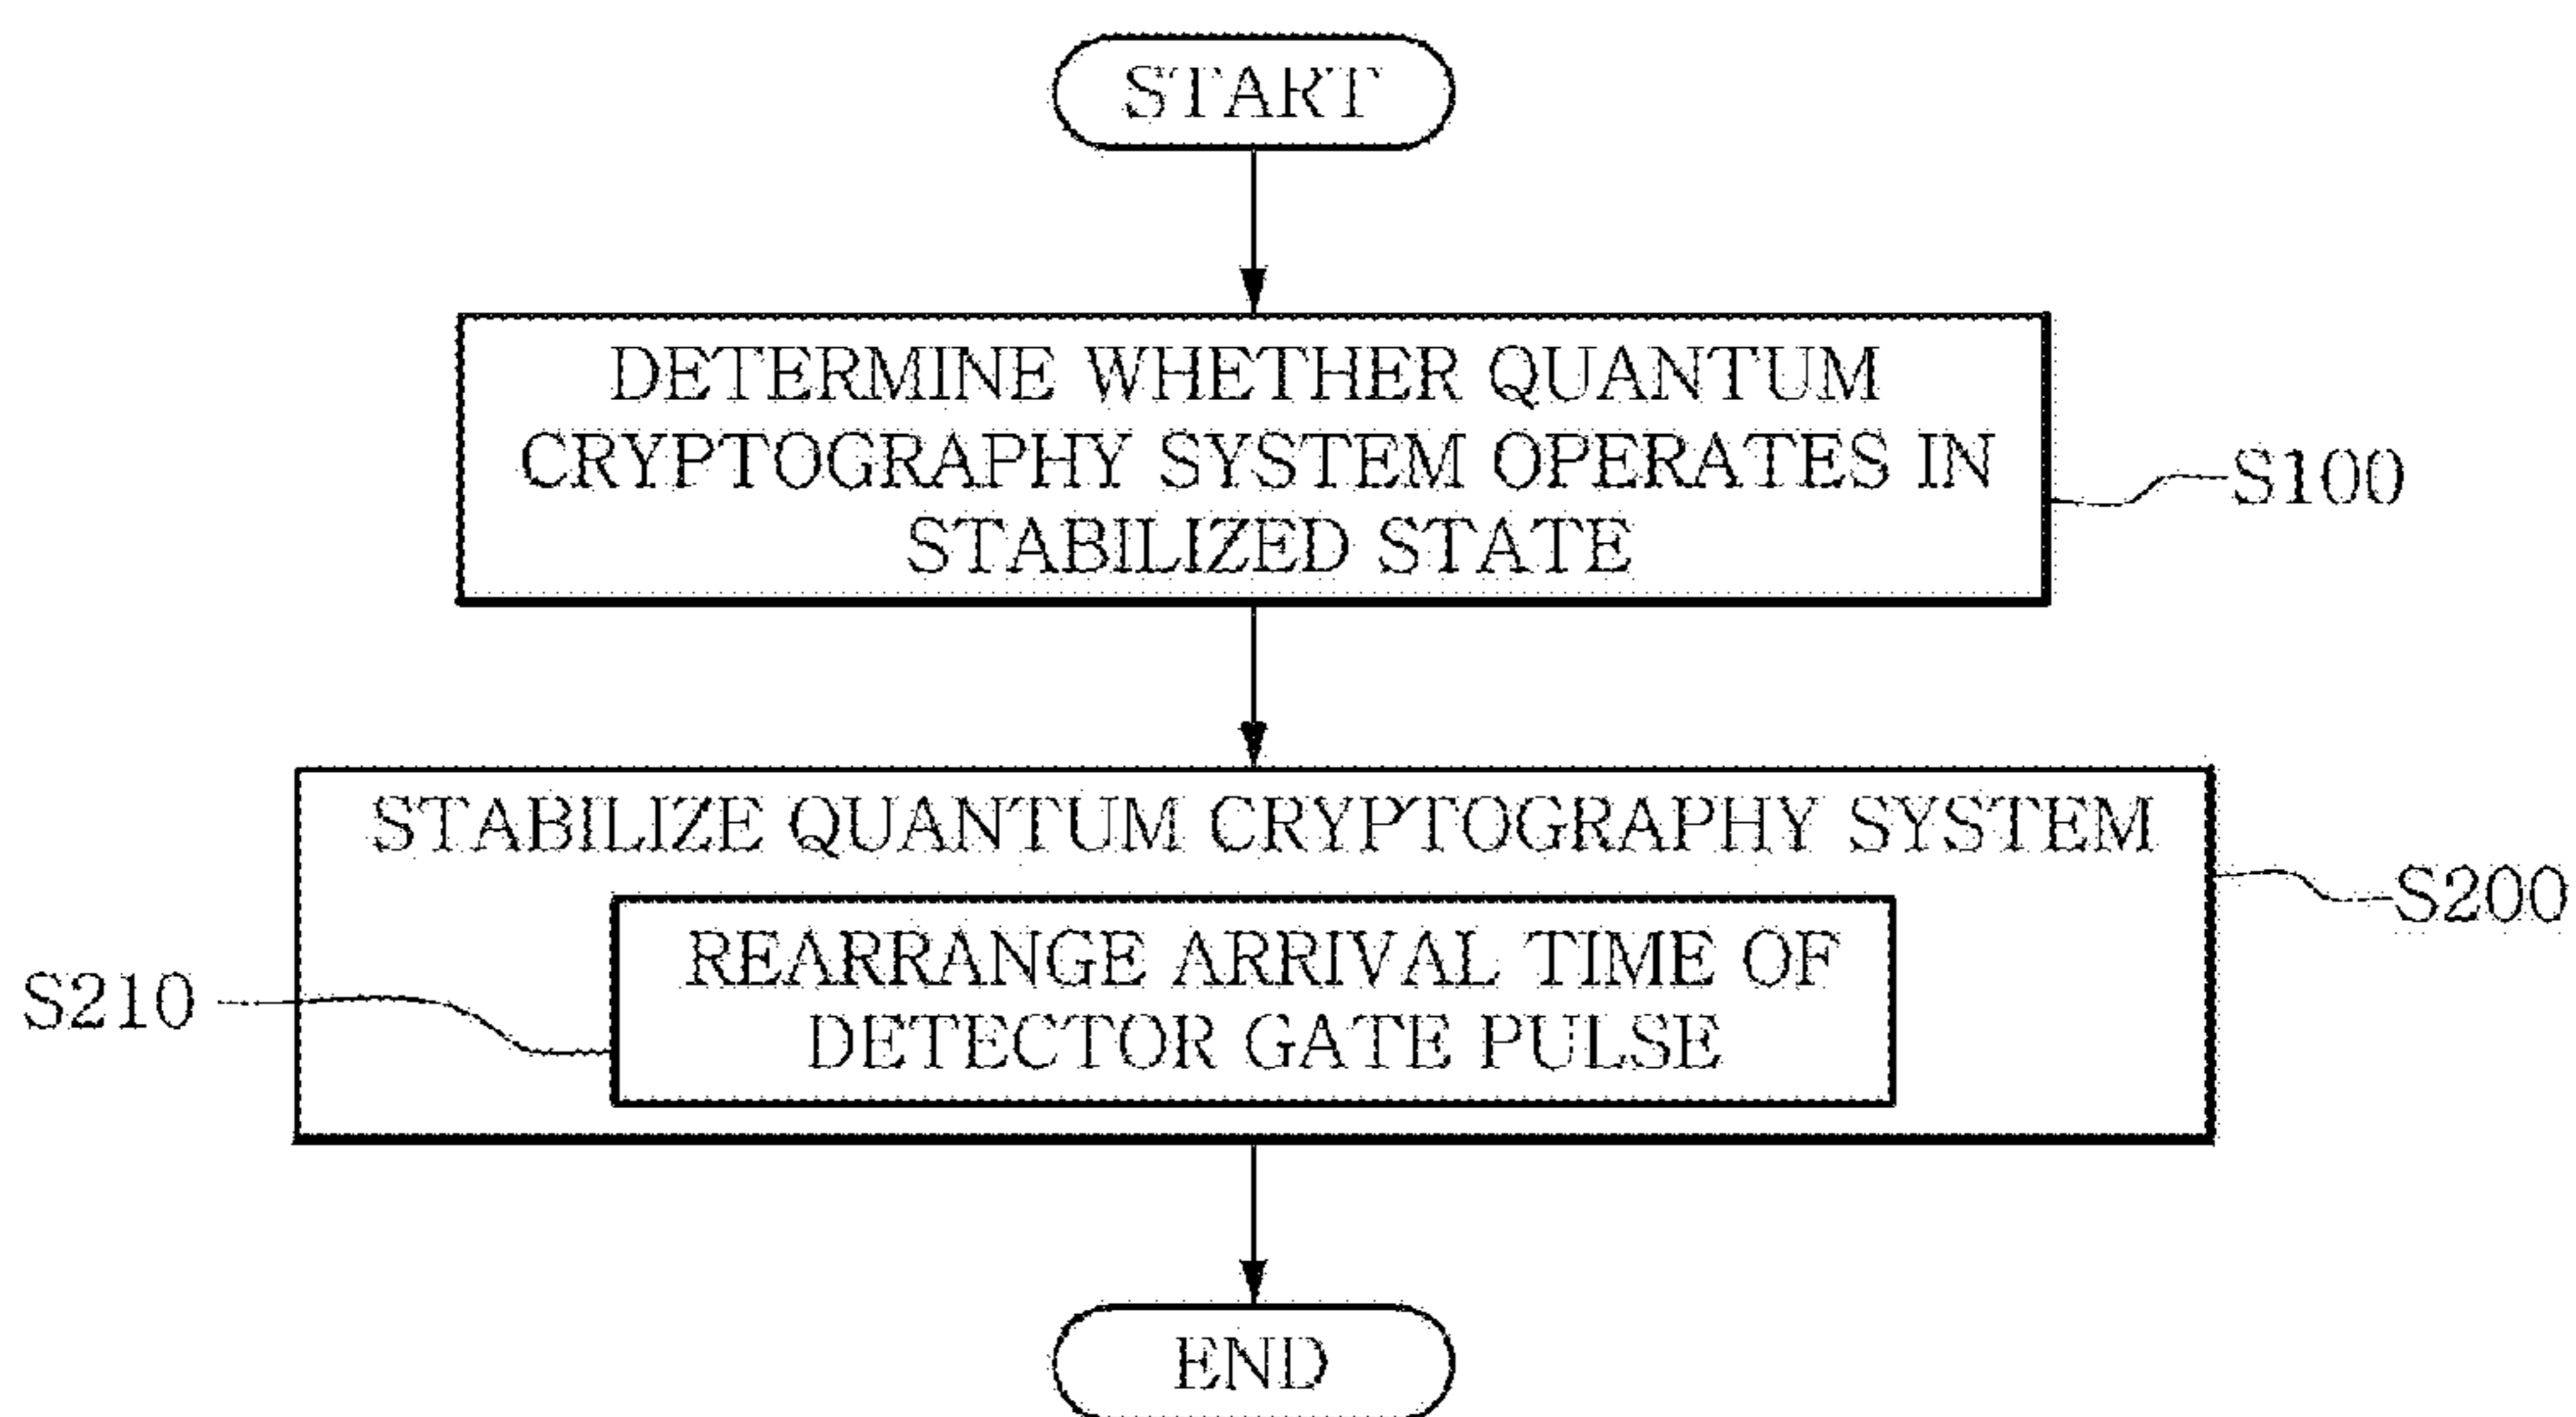 START
DETERMINE WHETHER QUANTUM
CRYPTOGRAPHY SYSTEM OPERATES IN
STABILIZED STATE
S100
STABILIZE QUANTUM CRYPTOGRAPHY SYSTEM
S200
REARRANGE ARRIVAL TIME OF
DETECTOR GATE PULSE
S210
END